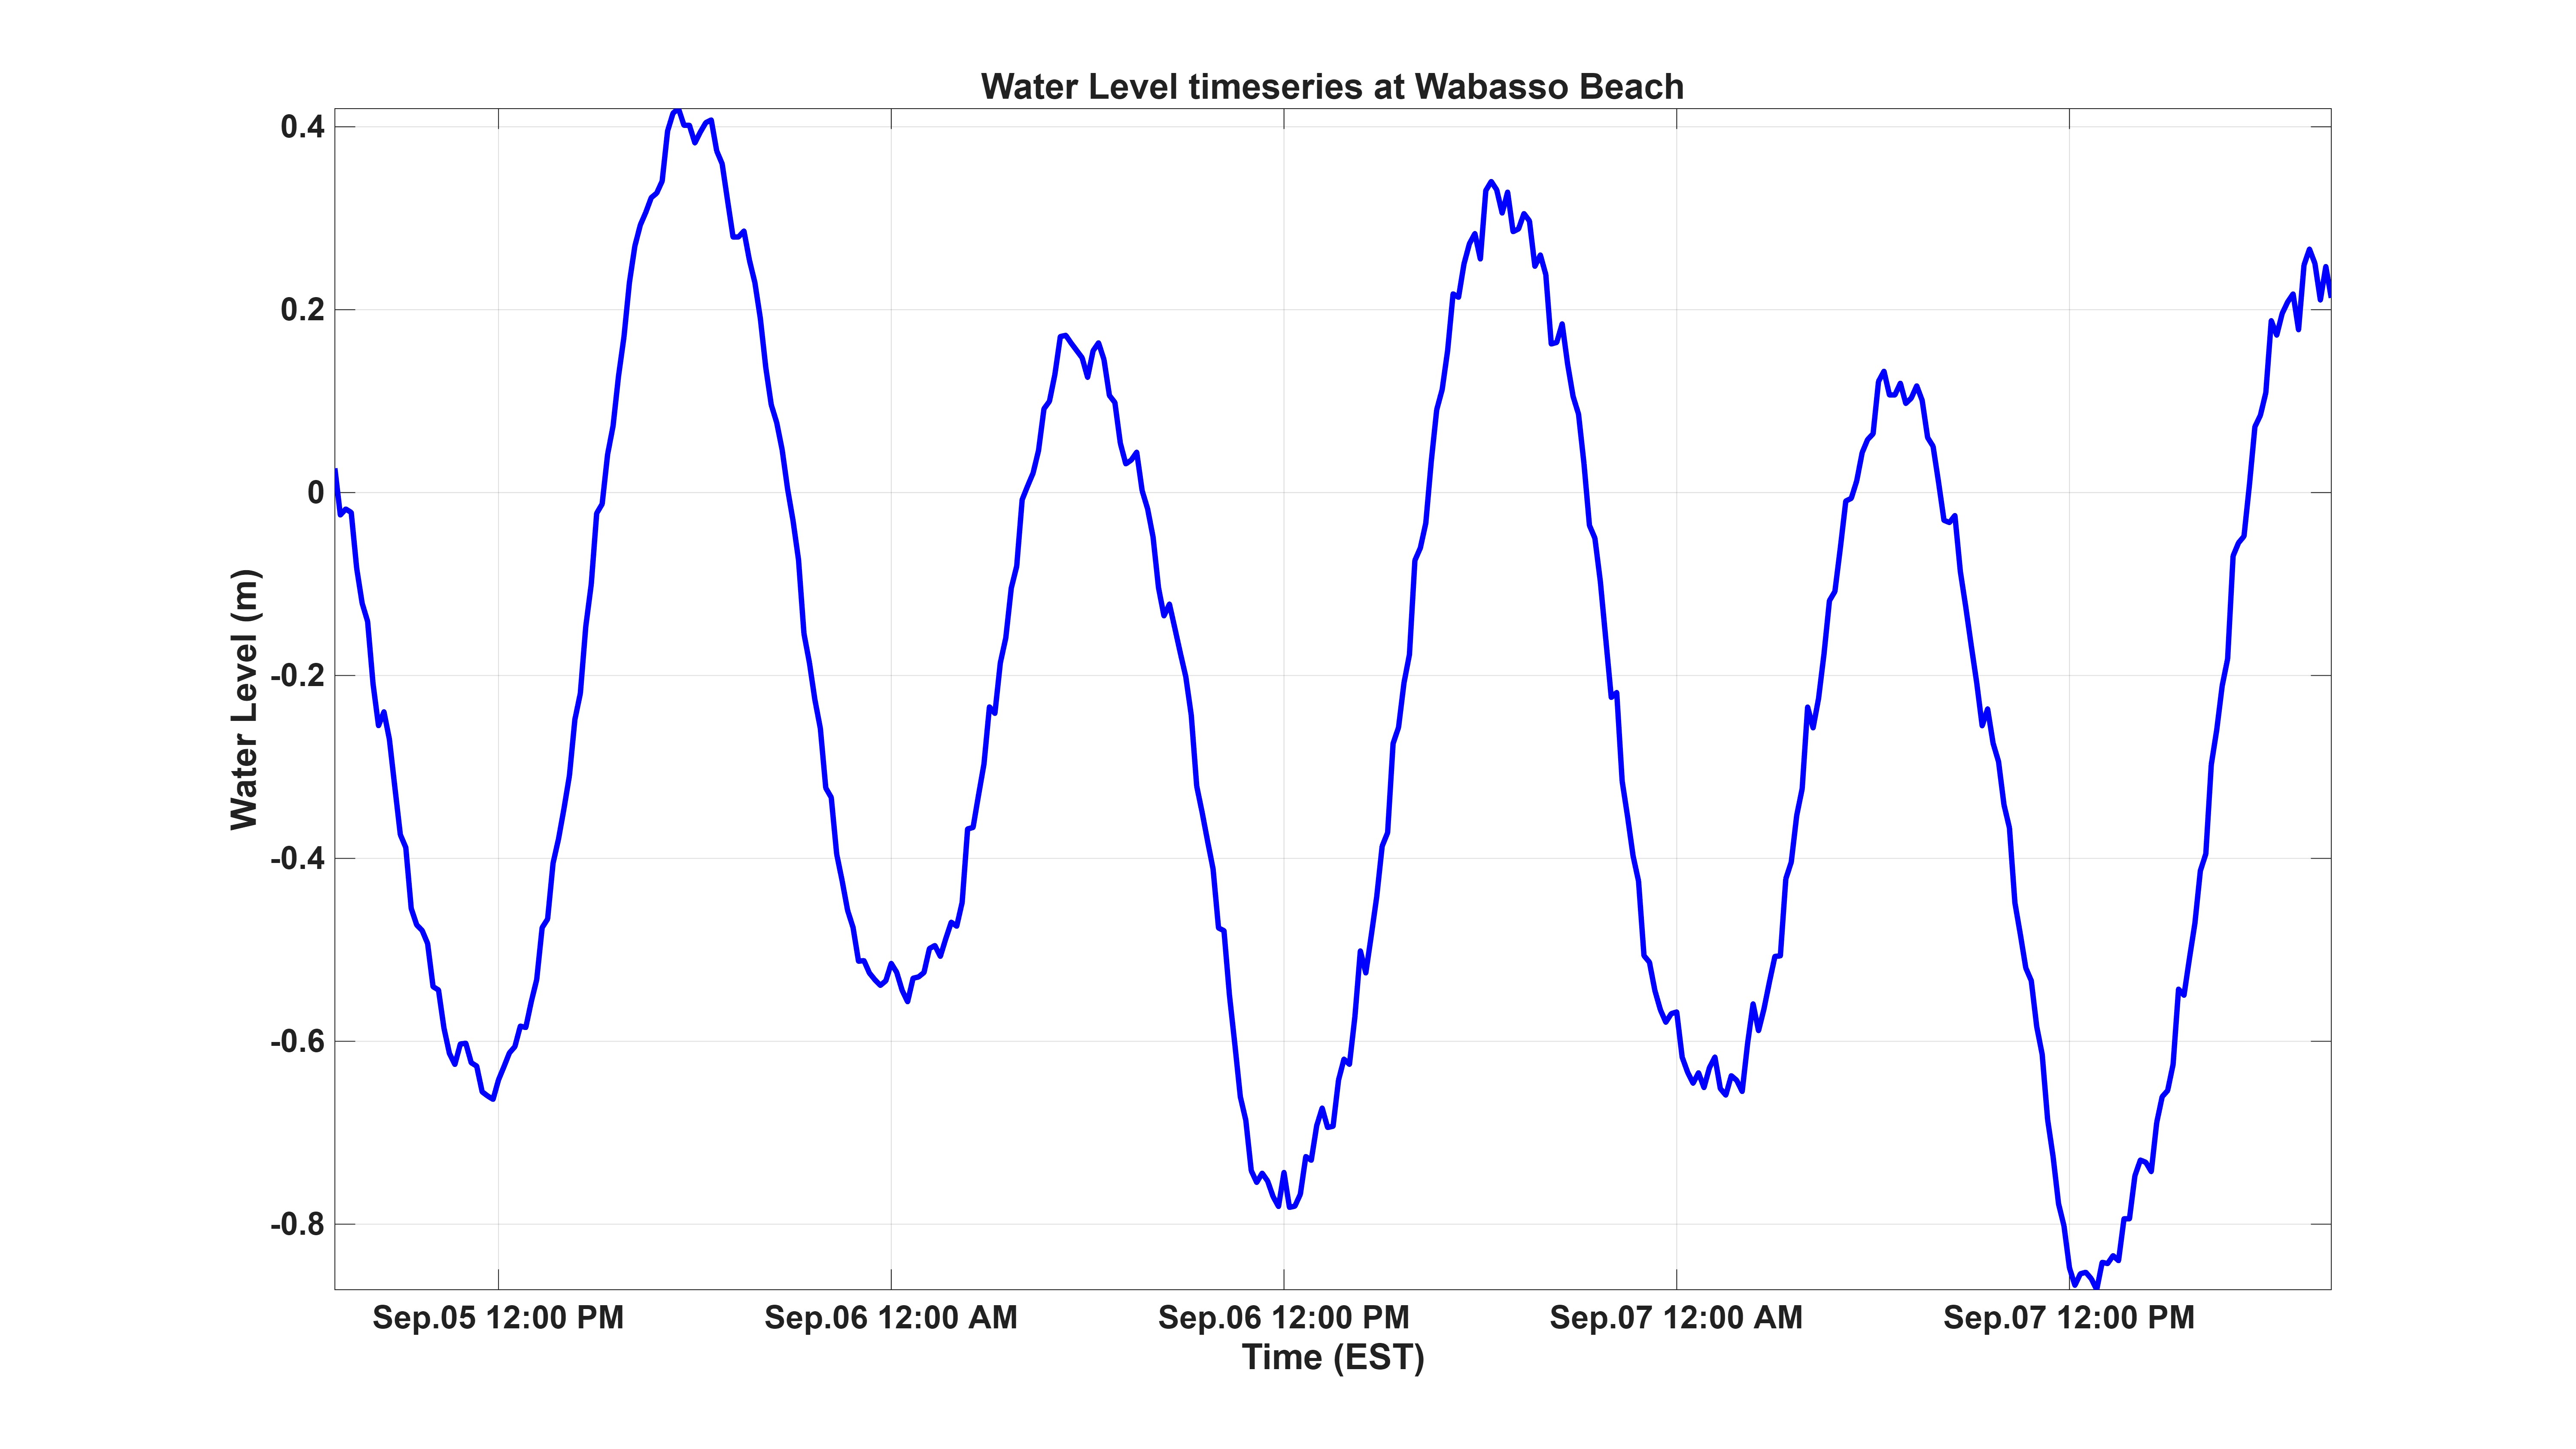 Water Level timeseries at Wabasso Beach
Water Level (m)
0.4
0.2
0
-0.2
-0.4
-0.6
-0.8
Sep.05 12:00 PM
Sep.06 12:00 AM
Sep.06 12:00 PM
Sep.07 12:00 AM
Sep.07 12:00 PM
Time (EST)